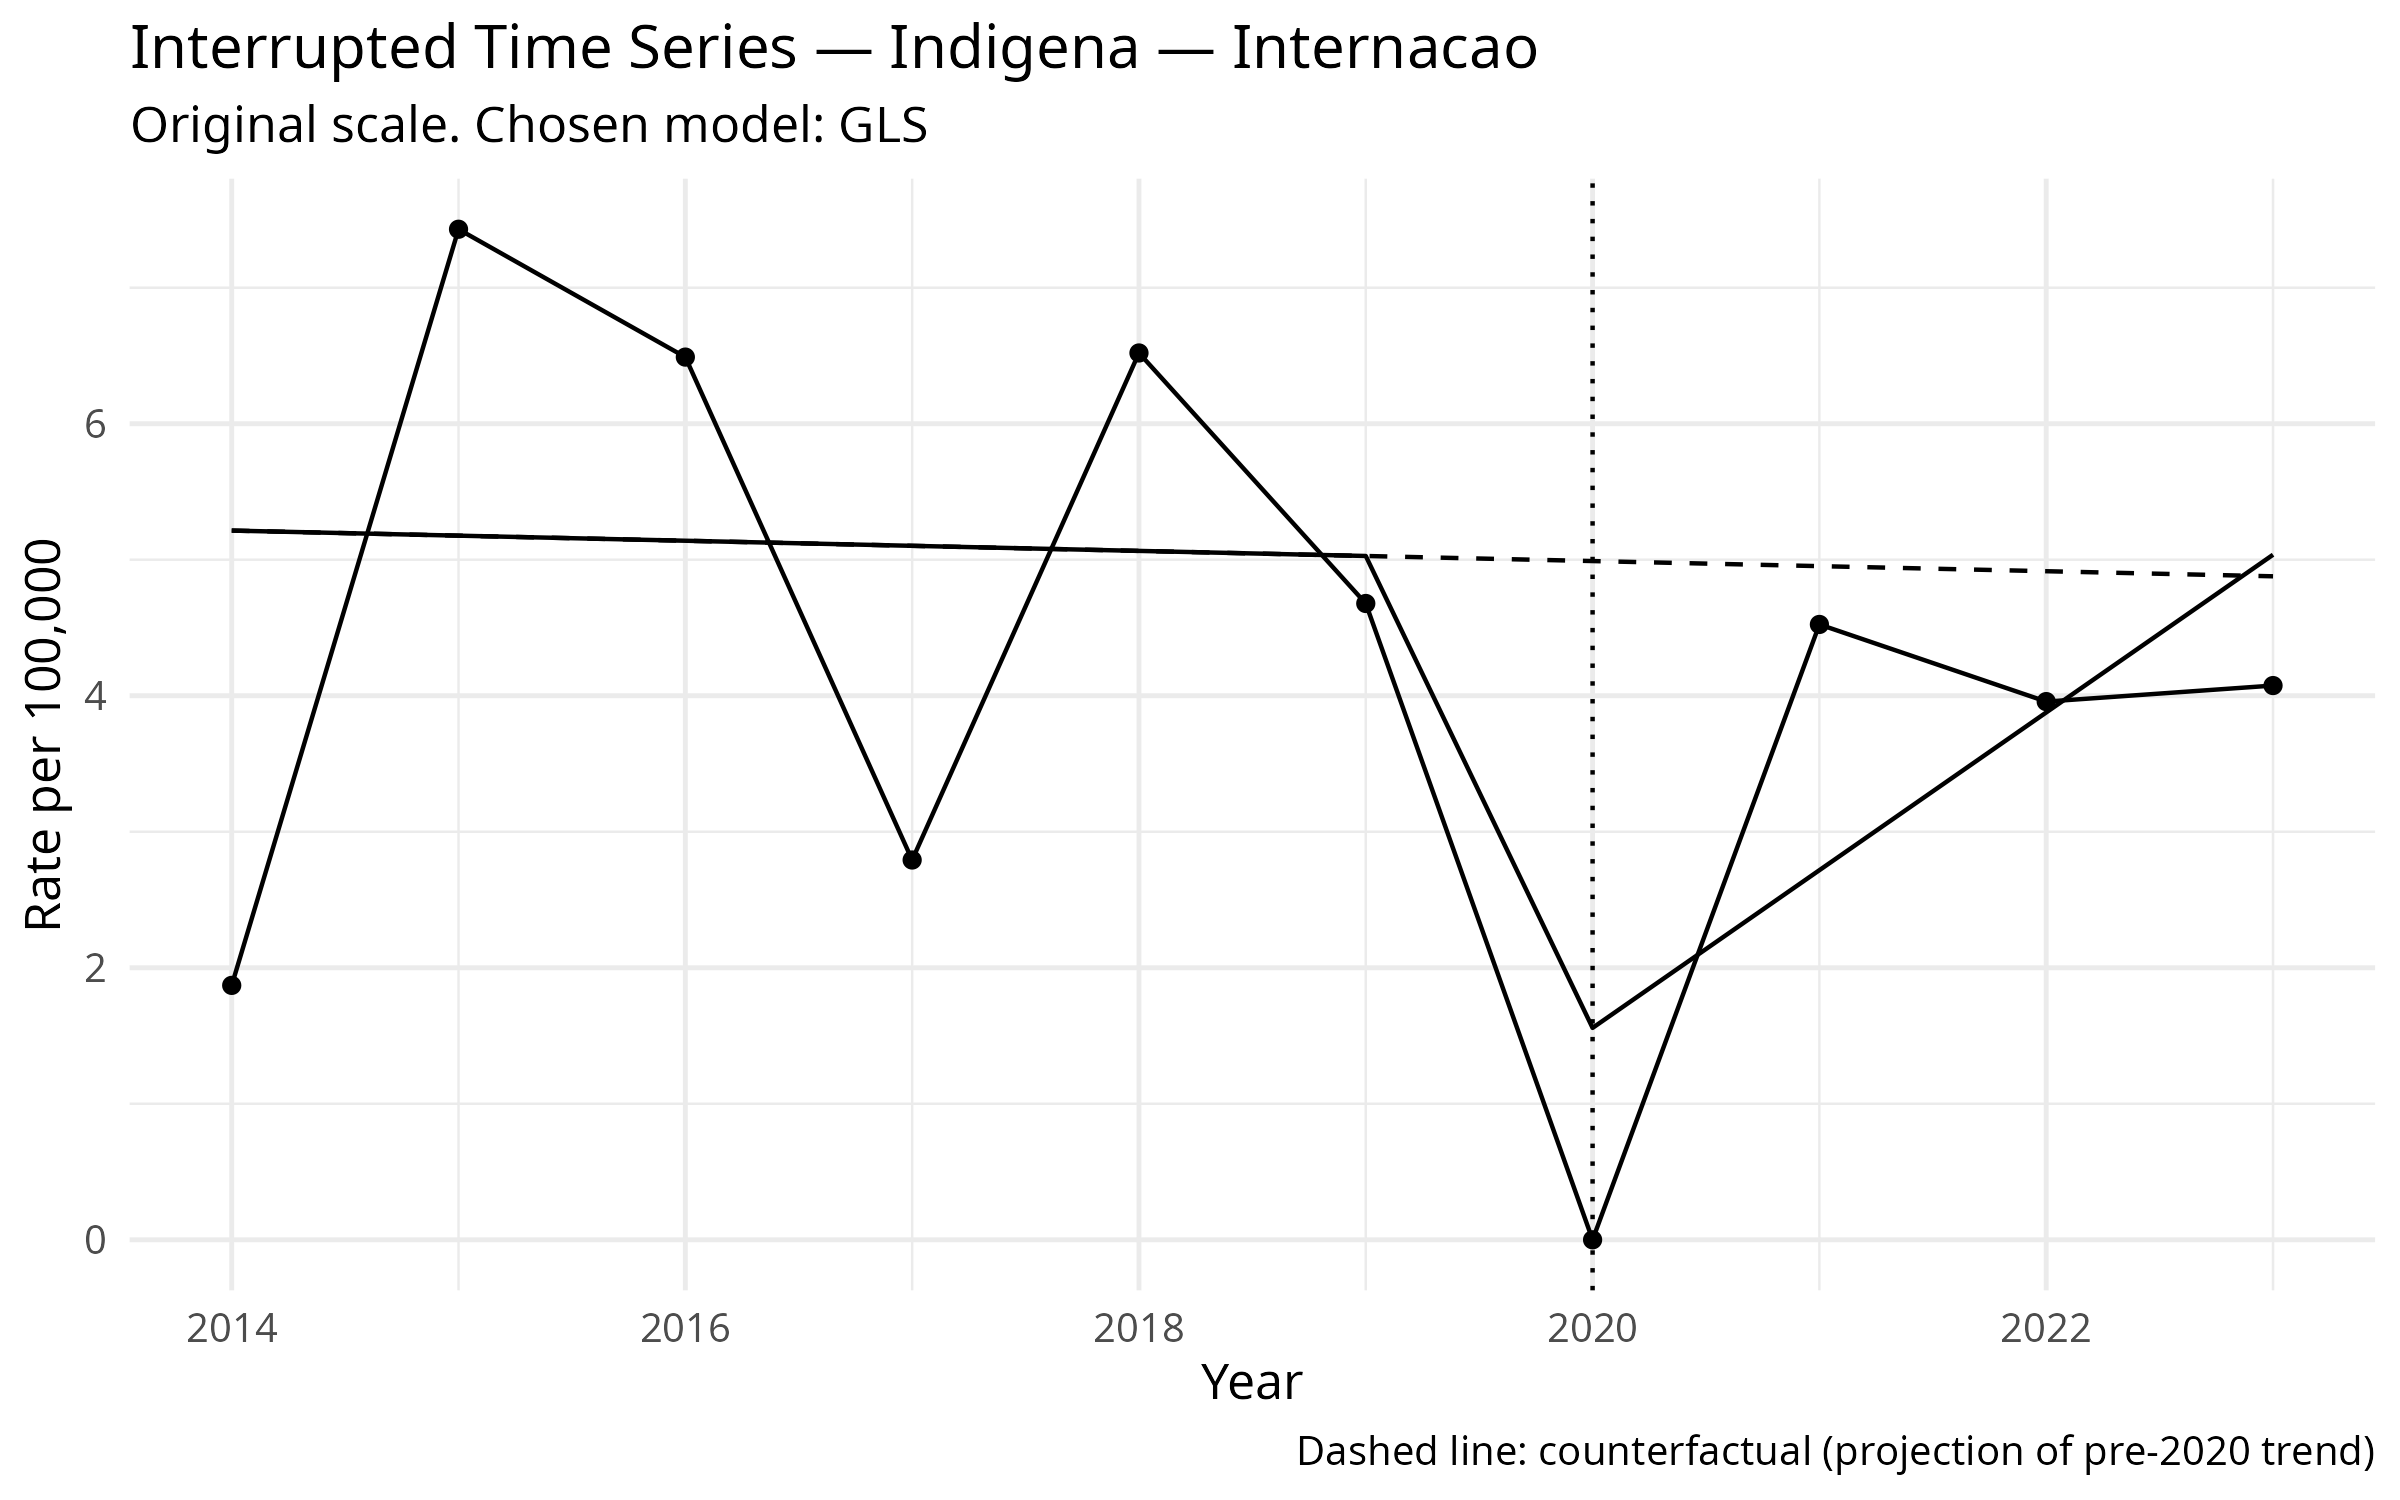 Interrupted Time Series — Indigena — Internacao
Original scale. Chosen model: GLS
Rate per 100,000
6
4
2
0
2014
2016
2018
2020
2022
Year
Dashed line: counterfactual (projection of pre-2020 trend)